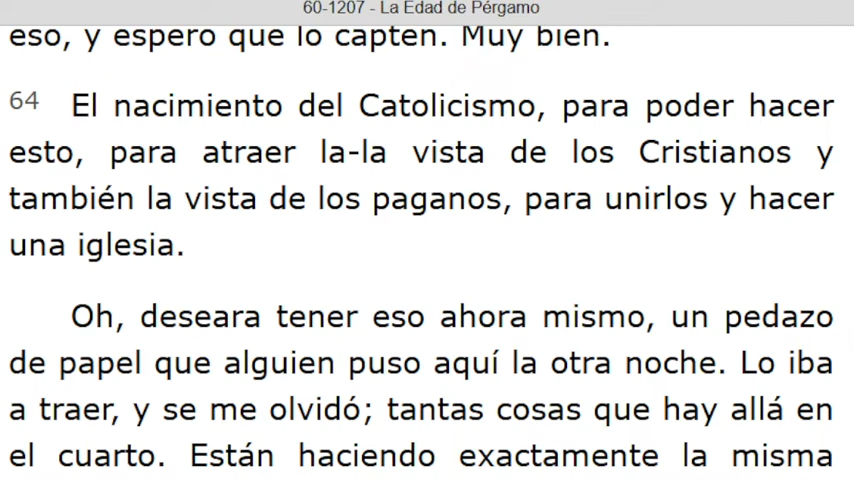 60-1207 - La Edad de Pérgamo
eso, y espero que lo capten. Muy bien.
64 El nacimiento del Catolicismo, para poder hacer
esto, para atraer la-la vista de los Cristianos y
también la vista de los paganos, para unirlos y hacer
una iglesia.
Oh, deseara tener eso ahora mismo, un pedazo
de papel que alguien puso aquí la otra noche. Lo iba
a traer, y se me olvidó; tantas cosas que hay allá en
el cuarto. Están haciendo exactamente la misma